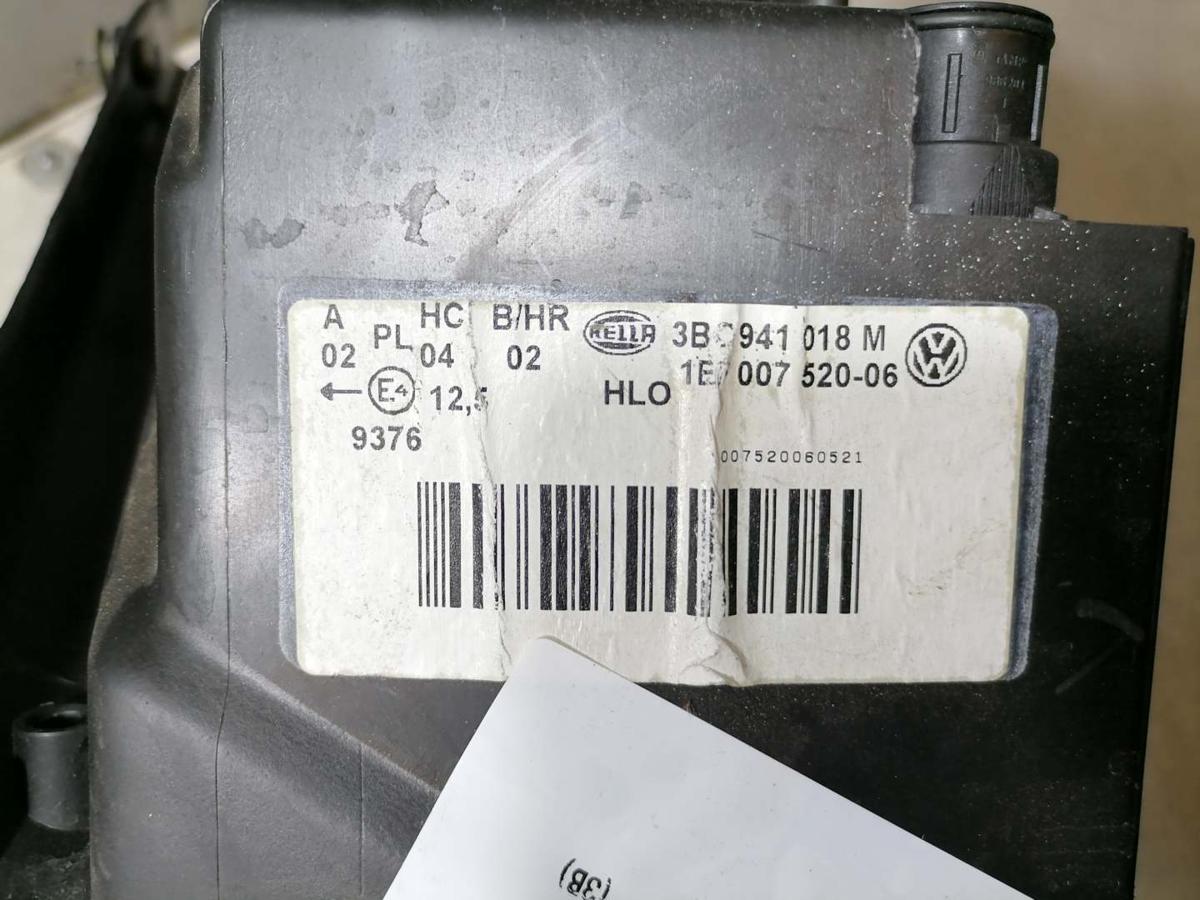 A PL HC B/HR HELLA 3B 941 018 M
02 04 02 1E 007 520-06
E4 12,5 HLO
9376
007520060521
(3B)